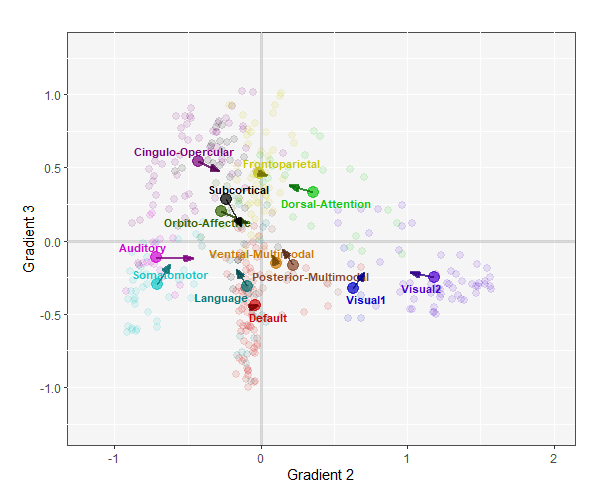 1.0
Cingulo-Opercular
Frontoparietal
0.5
Subcortical
Dorsal-Attention
Orbito-Affective
Gradient 3
0.0
Auditory
Ventral-Multimodal
Somatomotor
Posterior-Multimodal
Language
Visual1
Visual2
-0.5
Default
-1.0
-1
0
1
2
Gradient 2